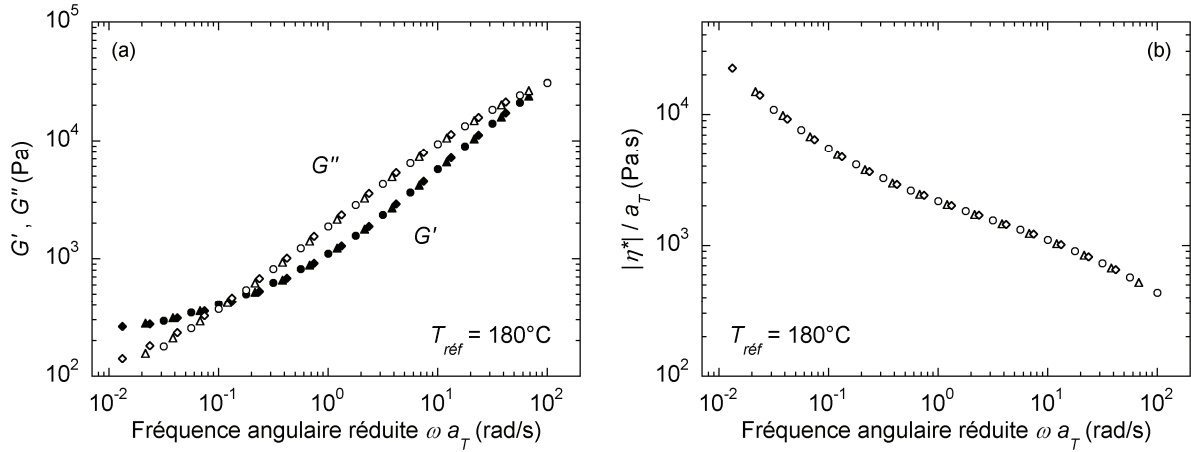 (a)
G' , G'' (Pa)
10^5
10^4
10^3
10^2
G''
G'
T_réf = 180°C
10^-2 10^-1 10^0 10^1 10^2
Fréquence angulaire réduite ω a_T (rad/s)
(b)
|η*| / a_T (Pa.s)
10^4
10^3
10^2
T_réf = 180°C
10^-2 10^-1 10^0 10^1 10^2
Fréquence angulaire réduite ω a_T (rad/s)